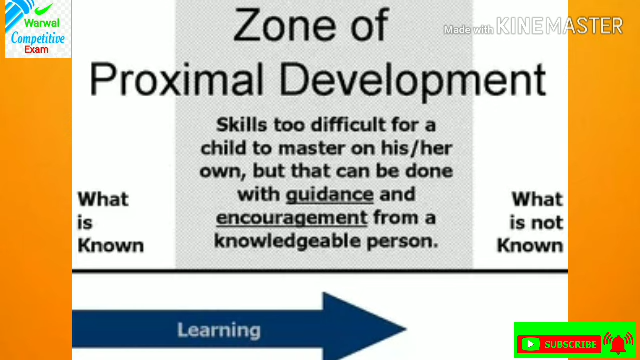 Warwal
Competitive
Exam
Made with KINEMASTER
Zone of
Proximal Development
Skills too difficult for a
child to master on his/her
own, but that can be done
with guidance and
encouragement from a
knowledgeable person.
What
is
Known
What
is not
Known
Learning
SUBSCRIBE